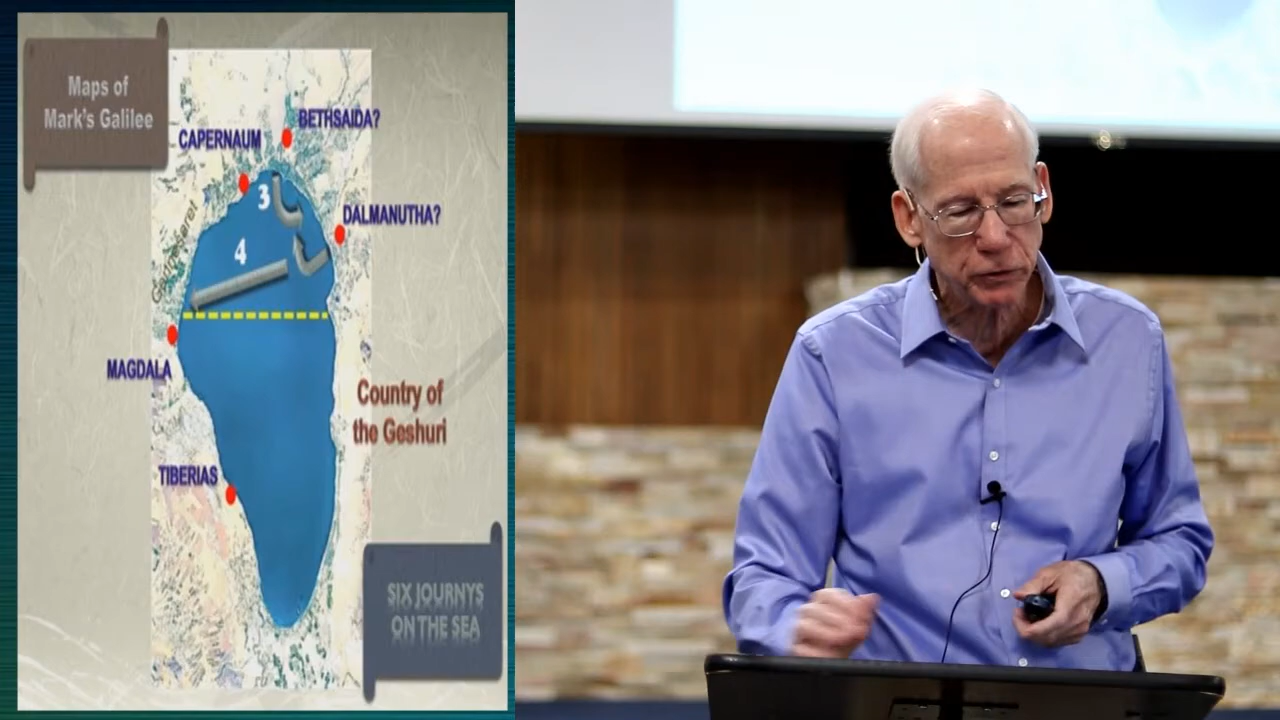 Maps of
Mark's Galilee
BETHSAIDA?
CAPERNAUM
3
DALMANUTHA?
4
Gennesaret
MAGDALA
Country of
the Geshuri
TIBERIAS
SIX JOURNYS
ON THE SEA